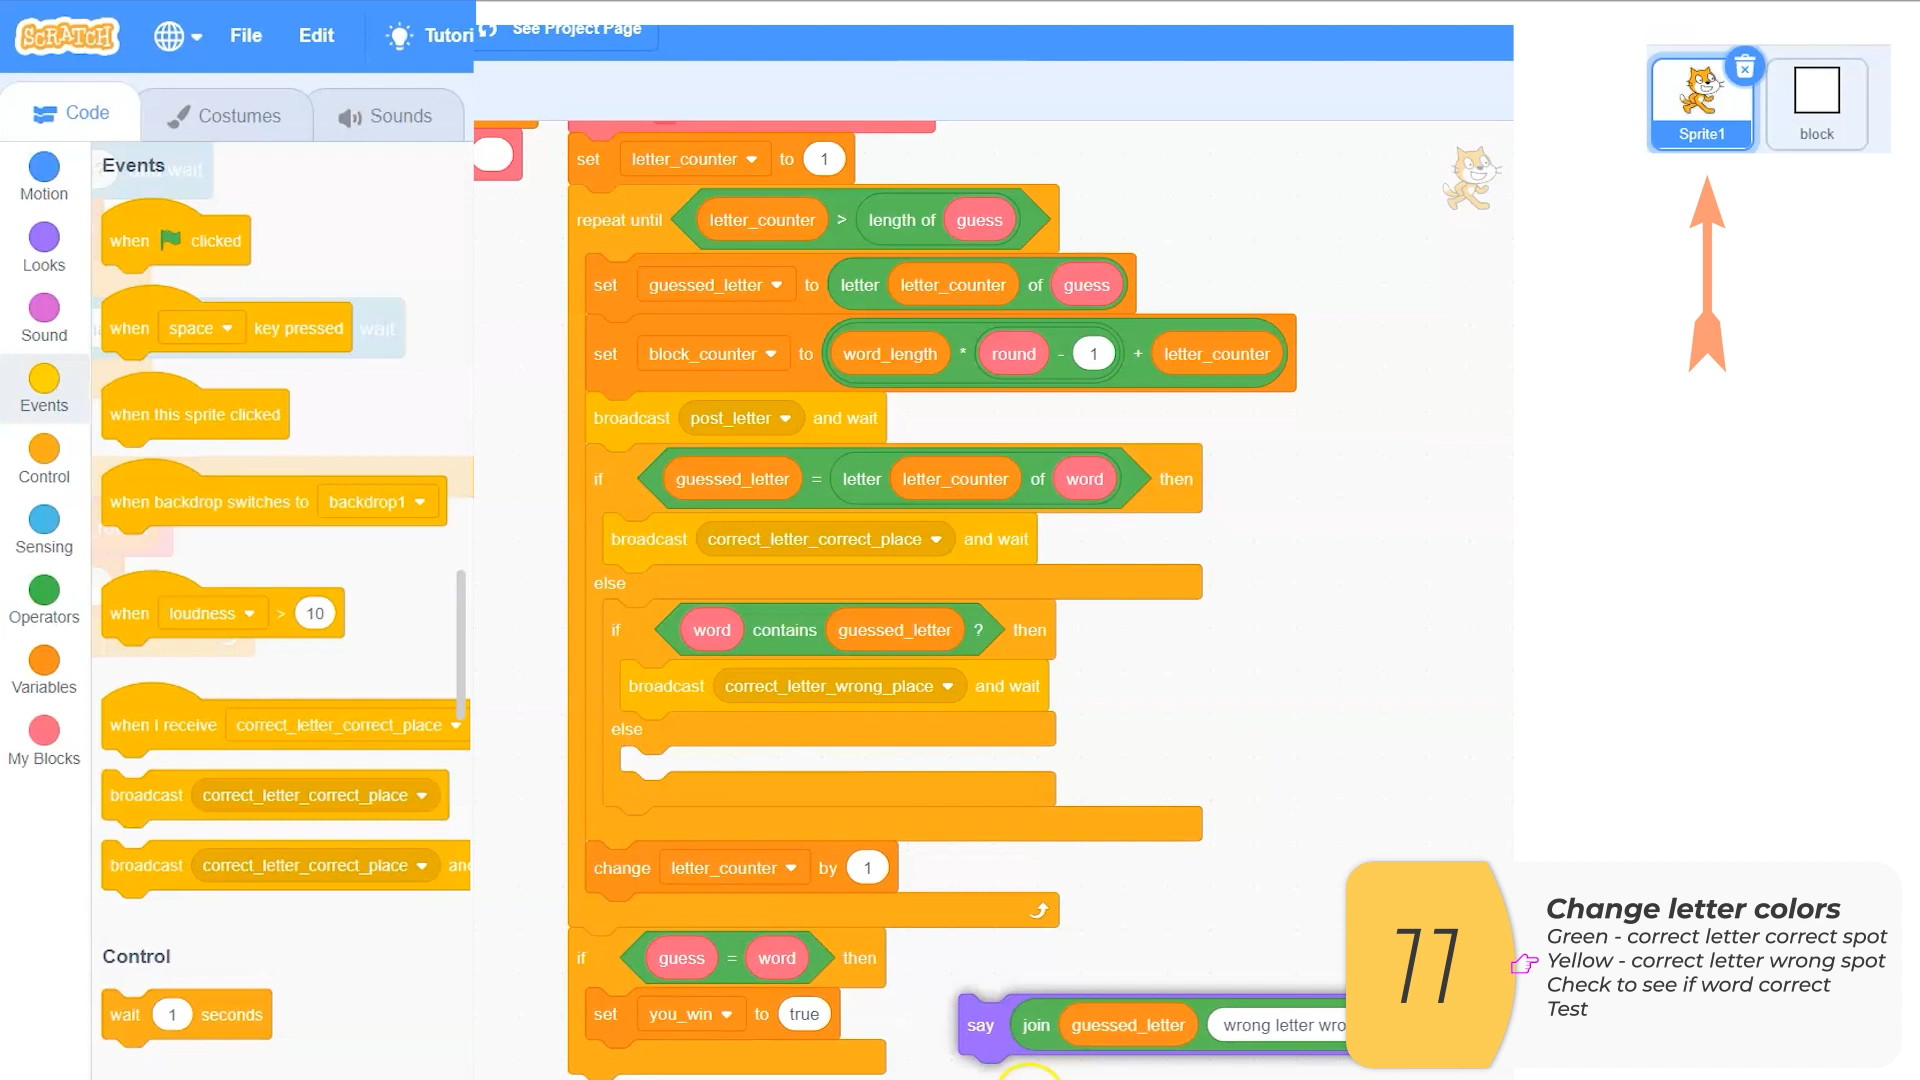 SCRATCH
File
Edit
Tutori
See Project Page
Code
Costumes
Sounds
Motion
Looks
Sound
Events
Control
Sensing
Operators
Variables
My Blocks
Events
wait
when clicked
when space key pressed
wait
when this sprite clicked
when backdrop switches to backdrop1
when loudness > 10
when I receive correct_letter_correct_place
broadcast correct_letter_correct_place
broadcast correct_letter_correct_place and
Control
wait 1 seconds
set letter_counter to 1
repeat until letter_counter > length of guess
set guessed_letter to letter letter_counter of guess
set block_counter to word_length * round - 1 + letter_counter
broadcast post_letter and wait
if guessed_letter = letter letter_counter of word then
broadcast correct_letter_correct_place and wait
else
if word contains guessed_letter ? then
broadcast correct_letter_wrong_place and wait
else
change letter_counter by 1
if guess = word then
set you_win to true
say join guessed_letter wrong letter wro
Sprite1
block
77
Change letter colors
Green - correct letter correct spot
Yellow - correct letter wrong spot
Check to see if word correct
Test